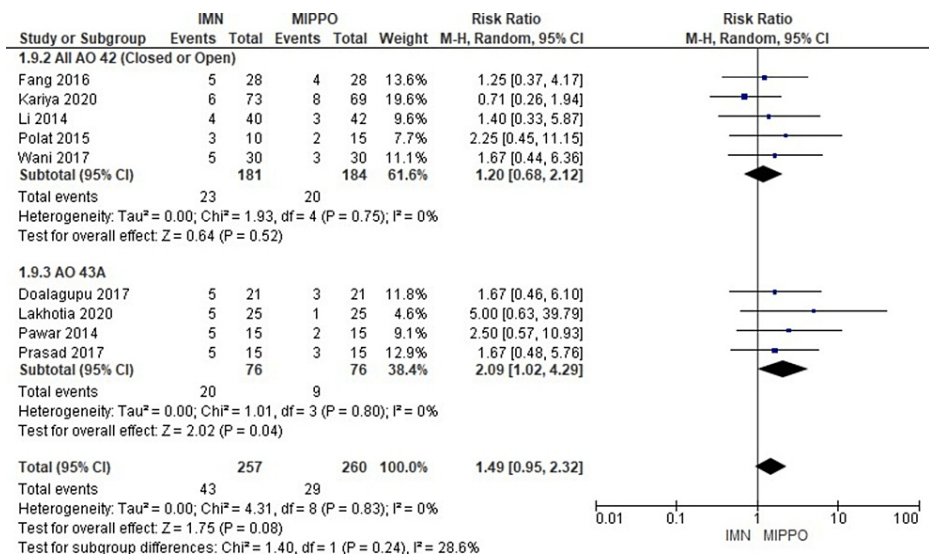 IMN MIPPO Risk Ratio Risk Ratio
Study or Subgroup Events Total Events Total Weight M-H, Random, 95% CI M-H, Random, 95% CI
1.9.2 All AO 42 (Closed or Open)
Fang 2016 5 28 4 28 13.6% 1.25 [0.37, 4.17]
Kariya 2020 6 73 8 69 19.6% 0.71 [0.26, 1.94]
Li 2014 4 40 3 42 9.6% 1.40 [0.33, 5.87]
Polat 2015 3 10 2 15 7.7% 2.25 [0.45, 11.15]
Wani 2017 5 30 3 30 11.1% 1.67 [0.44, 6.36]
Subtotal (95% CI) 181 184 61.6% 1.20 [0.68, 2.12]
Total events 23 20
Heterogeneity: Tau² = 0.00; Chi² = 1.93, df = 4 (P = 0.75); I² = 0%
Test for overall effect: Z = 0.64 (P = 0.52)
1.9.3 AO 43A
Doalagupu 2017 5 21 3 21 11.8% 1.67 [0.46, 6.10]
Lakhotia 2020 5 25 1 25 4.6% 5.00 [0.63, 39.79]
Pawar 2014 5 15 2 15 9.1% 2.50 [0.57, 10.93]
Prasad 2017 5 15 3 15 12.9% 1.67 [0.48, 5.76]
Subtotal (95% CI) 76 76 38.4% 2.09 [1.02, 4.29]
Total events 20 9
Heterogeneity: Tau² = 0.00; Chi² = 1.01, df = 3 (P = 0.80); I² = 0%
Test for overall effect: Z = 2.02 (P = 0.04)
Total (95% CI) 257 260 100.0% 1.49 [0.95, 2.32]
Total events 43 29
Heterogeneity: Tau² = 0.00; Chi² = 4.31, df = 8 (P = 0.83); I² = 0%
Test for overall effect: Z = 1.75 (P = 0.08)
Test for subgroup differences: Chi² = 1.40, df = 1 (P = 0.24), I² = 28.6%
0.01 0.1 1 10 100
IMN MIPPO